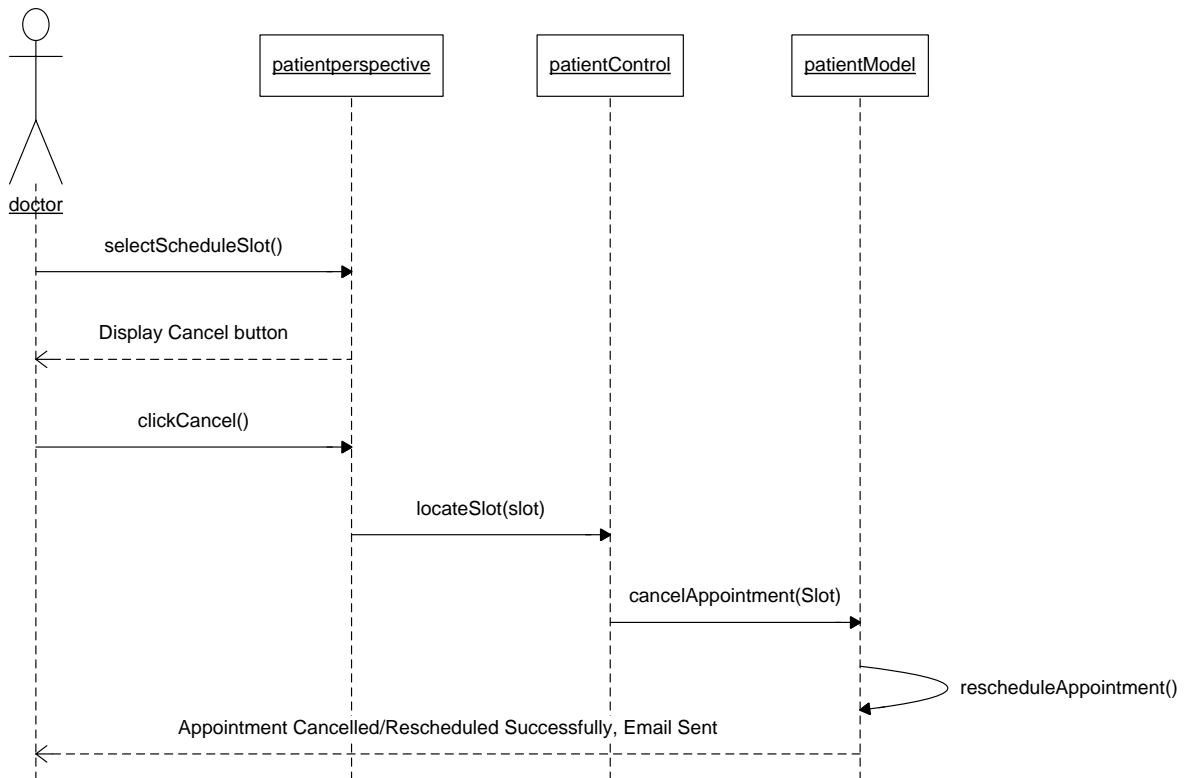 patientperspective
patientControl
patientModel
doctor
selectScheduleSlot()
Display Cancel button
clickCancel()
locateSlot(slot)
cancelAppointment(Slot)
rescheduleAppointment()
Appointment Cancelled/Rescheduled Successfully, Email Sent